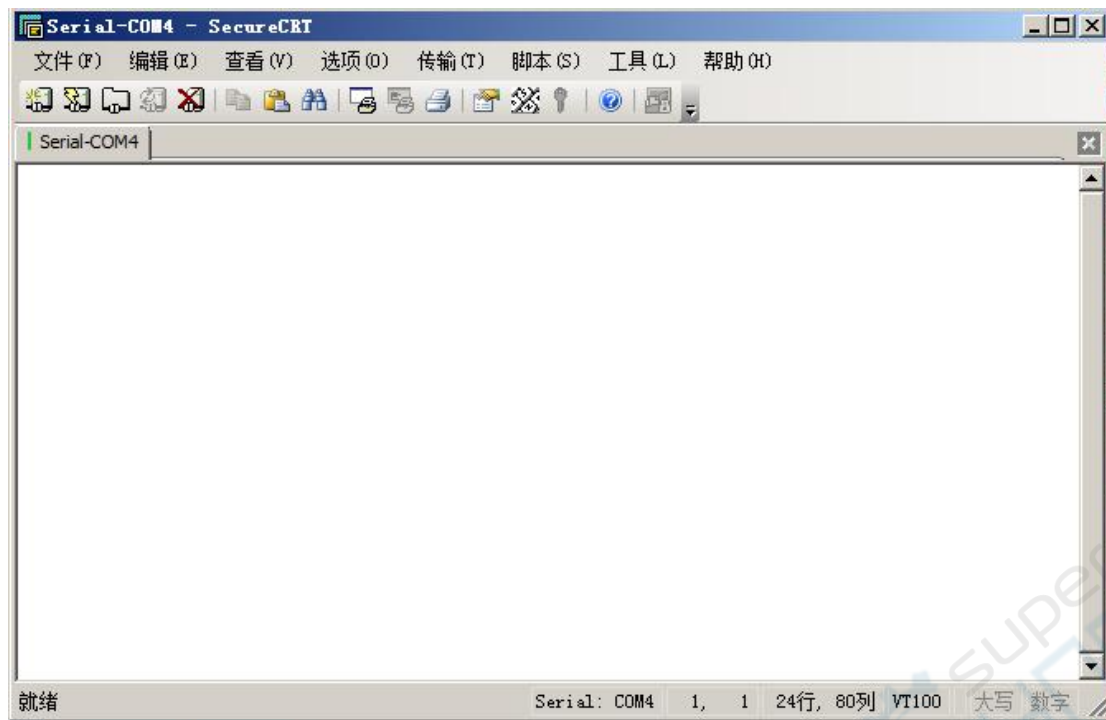 Serial-COM4 - SecureCRT
文件(F) 编辑(E) 查看(V) 选项(O) 传输(T) 脚本(S) 工具(L) 帮助(H)
Serial-COM4
就绪 Serial: COM4 1, 1 24行, 80列 VT100 大写 数字